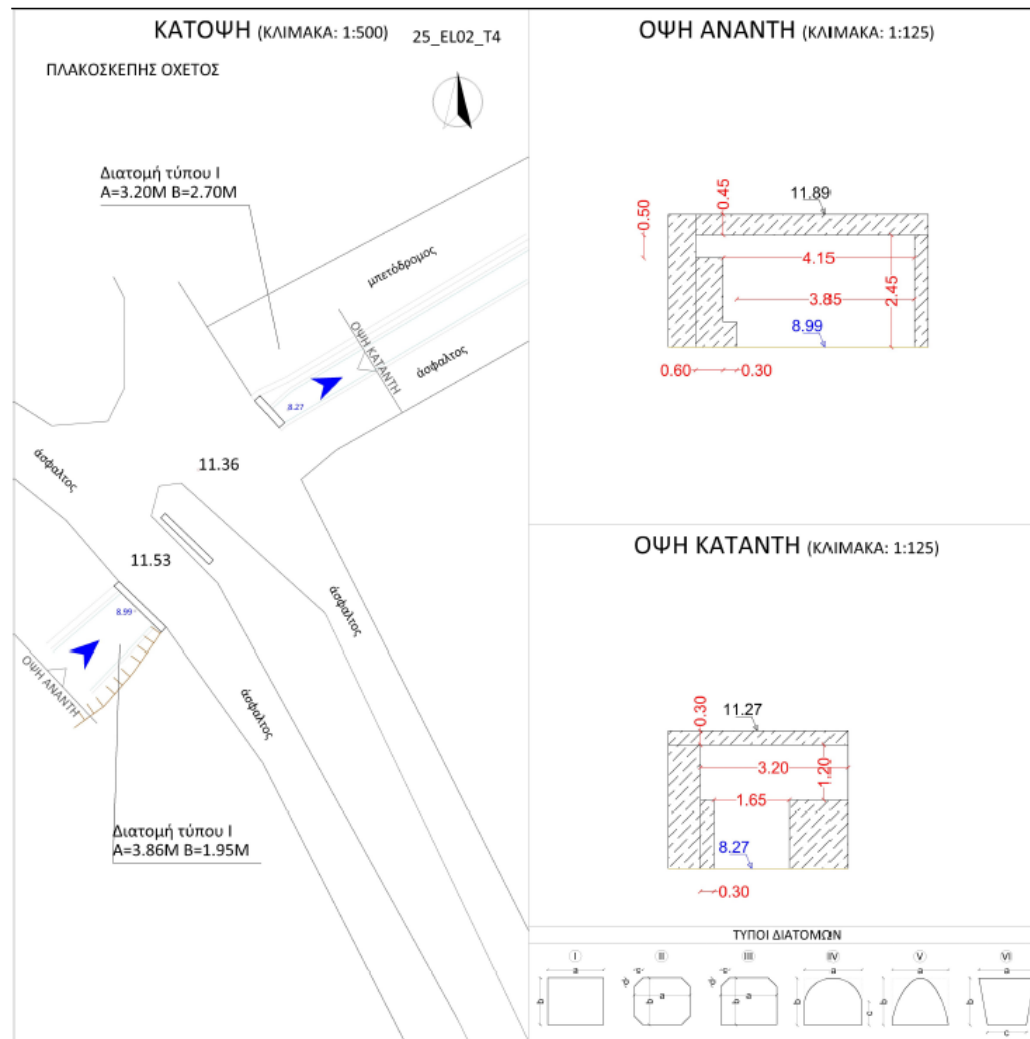 ΚΑΤΟΨΗ (ΚΛΙΜΑΚΑ: 1:500)
25_EL02_T4
ΠΛΑΚΟΣΚΕΠΗΣ ΟΧΕΤΟΣ
Διατομή τύπου Ι
Α=3.20Μ Β=2.70Μ
μπετόδρομος
ΟΨΗ ΚΑΤΑΝΤΗ
άσφαλτος
8.27
11.36
άσφαλτος
11.53
8.99
άσφαλτος
ΟΨΗ ΑΝΑΝΤΗ
άσφαλτος
Διατομή τύπου Ι
Α=3.86Μ Β=1.95Μ
ΟΨΗ ΑΝΑΝΤΗ (ΚΛΙΜΑΚΑ: 1:125)
0.50
0.45
11.89
4.15
2.45
3.85
8.99
0.60
0.30
ΟΨΗ ΚΑΤΑΝΤΗ (ΚΛΙΜΑΚΑ: 1:125)
0.30
11.27
3.20
1.20
1.65
8.27
0.30
ΤΥΠΟΙ ΔΙΑΤΟΜΩΝ
I II III IV V VI
a c c a a a
b b b a b a b c b b
c